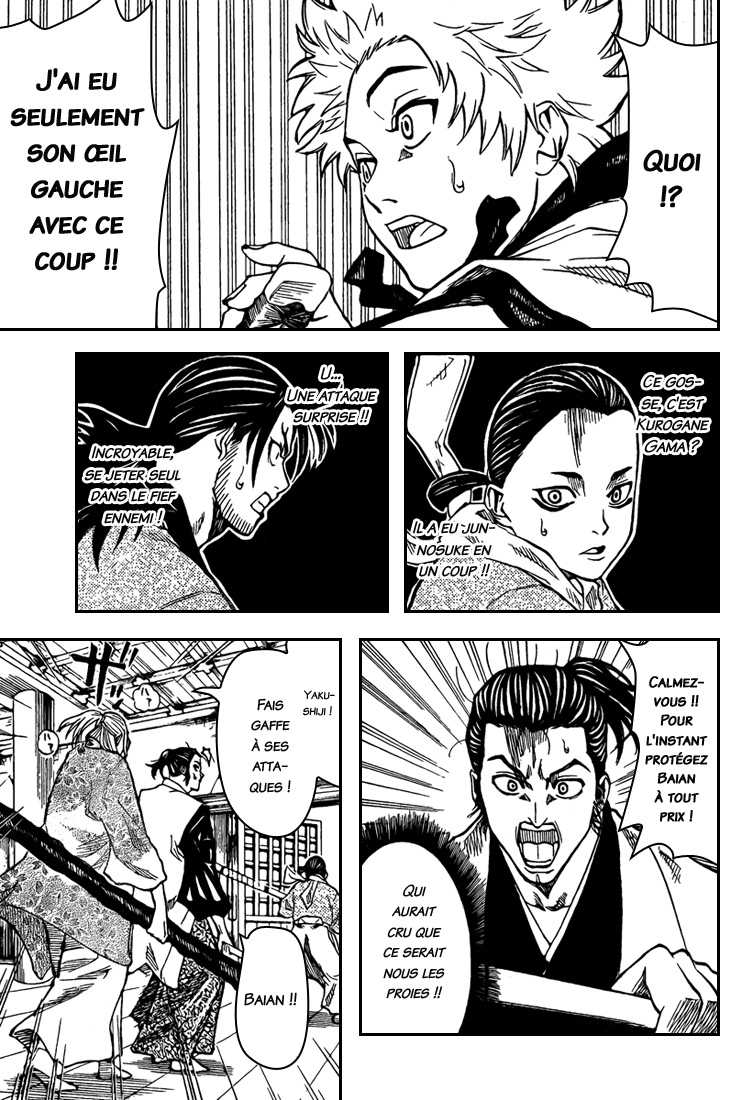 QUOI
!?
J'AI EU
SEULEMENT
SON ŒIL
GAUCHE
AVEC CE
COUP !!
CE GOS-
SE, C'EST
KUROGANE
GAMA ?
IL A EU JUN-
NOSUKE EN
UN COUP !!
U...
UNE ATTAQUE
SURPRISE !!
INCROYABLE,
SE JETER SEUL
DANS LE FIEF
ENNEMI !
CALMEZ-
VOUS !!
POUR
L'INSTANT
PROTÉGEZ
BAIAN
À TOUT
PRIX !
QUI
AURAIT
CRU QUE
CE SERAIT
NOUS LES
PROIES !!
YAKU-
SHIJI !
FAIS
GAFFE
À SES
ATTA-
QUES !
BAIAN !!